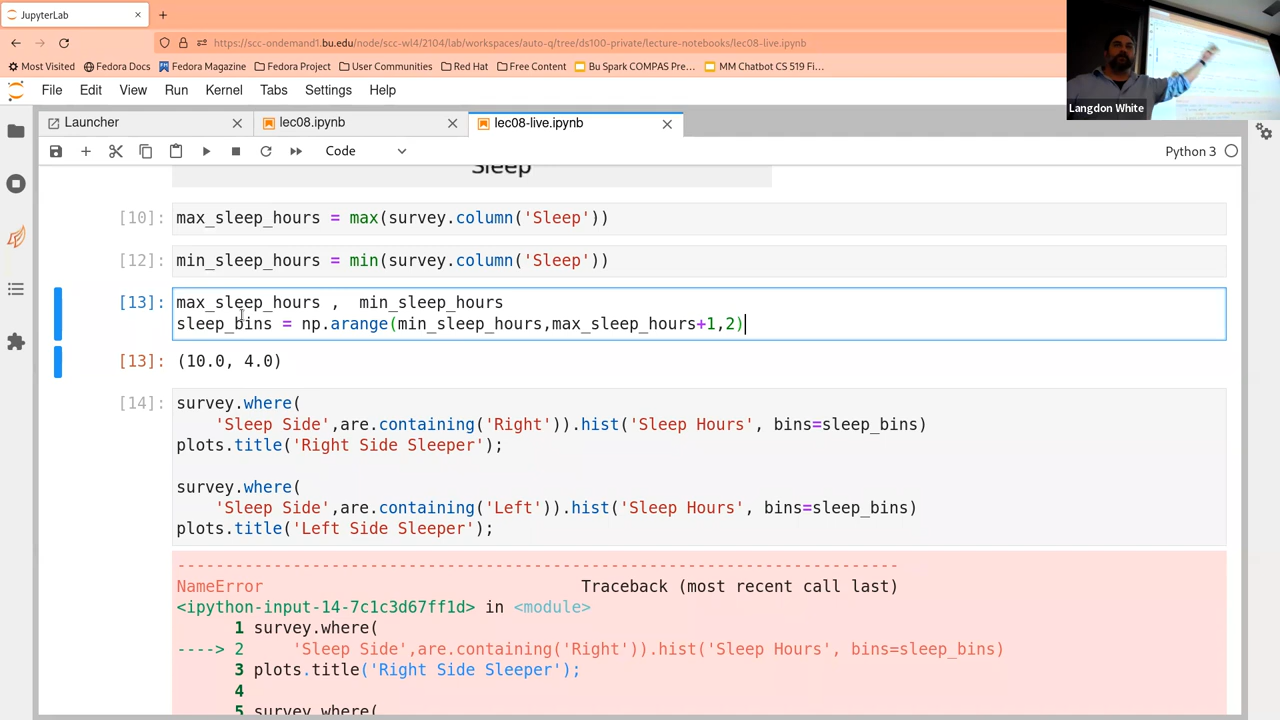 JupyterLab
https://scc-ondemand1.bu.edu/node/scc-wl4/2104/lab/workspaces/auto-q/tree/ds100-private/lecture-notebooks/lec08-live.ipynb
Most Visited Fedora Docs Fedora Magazine Fedora Project User Communities Red Hat Free Content Bu Spark COMPAS Pre… MM Chatbot CS 519 Fi…
Langdon White
File Edit View Run Kernel Tabs Settings Help
Launcher lec08.ipynb lec08-live.ipynb
Code Python 3
Sleep
[10]: max_sleep_hours = max(survey.column('Sleep'))
[12]: min_sleep_hours = min(survey.column('Sleep'))
[13]: max_sleep_hours ,  min_sleep_hours
sleep_bins = np.arange(min_sleep_hours,max_sleep_hours+1,2)
[13]: (10.0, 4.0)
[14]: survey.where(
    'Sleep Side',are.containing('Right')).hist('Sleep Hours', bins=sleep_bins)
plots.title('Right Side Sleeper');
survey.where(
    'Sleep Side',are.containing('Left')).hist('Sleep Hours', bins=sleep_bins)
plots.title('Left Side Sleeper');
---------------------------------------------------------------------------
NameError                                 Traceback (most recent call last)
<ipython-input-14-7c1c3d67ff1d> in <module>
      1 survey.where(
----> 2     'Sleep Side',are.containing('Right')).hist('Sleep Hours', bins=sleep_bins)
      3 plots.title('Right Side Sleeper');
      4
      5 survey.where(